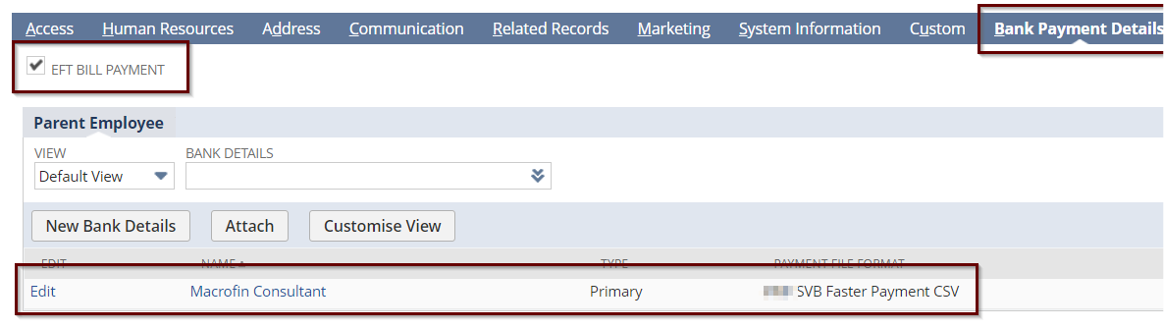 Access Human Resources Address Communication Related Records Marketing System Information Custom Bank Payment Details
EFT BILL PAYMENT
Parent Employee
VIEW BANK DETAILS
Default View
New Bank Details Attach Customise View
EDIT NAME TYPE PAYMENT FILE FORMAT
Edit Macrofin Consultant Primary SVB Faster Payment CSV